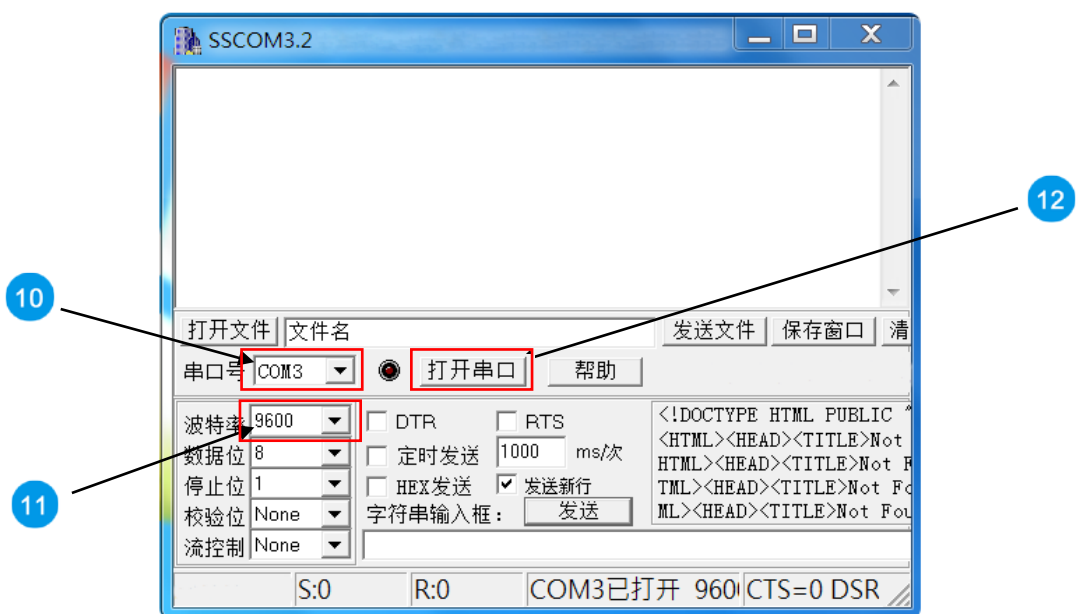 SSCOM3.2
12
10
打开文件 文件名 发送文件 保存窗口 清
串口号 COM3 打开串口 帮助
波特率 9600 DTR RTS
数据位 8 定时发送 1000 ms/次
停止位 1 HEX发送 发送新行
校验位 None 字符串输入框： 发送
流控制 None
<!DOCTYPE HTML PUBLIC "
<HTML><HEAD><TITLE>Not
HTML><HEAD><TITLE>Not F
TML><HEAD><TITLE>Not Fo
ML><HEAD><TITLE>Not Fou
11
S:0 R:0 COM3已打开 960 CTS=0 DSR